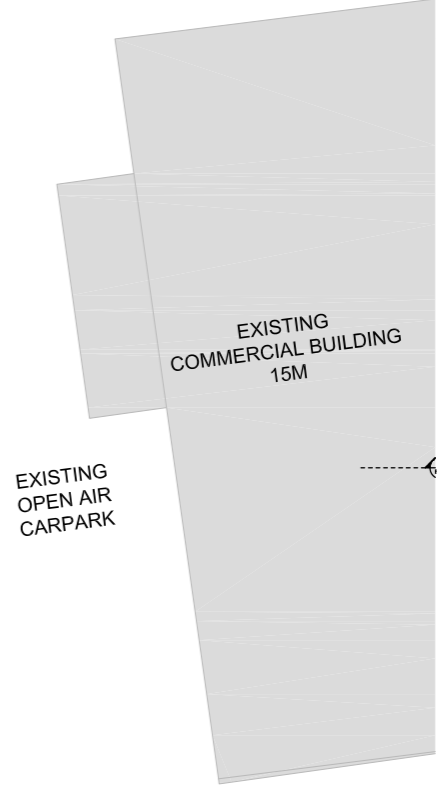 EXISTING
COMMERCIAL BUILDING
15M
EXISTING
OPEN AIR
CARPARK